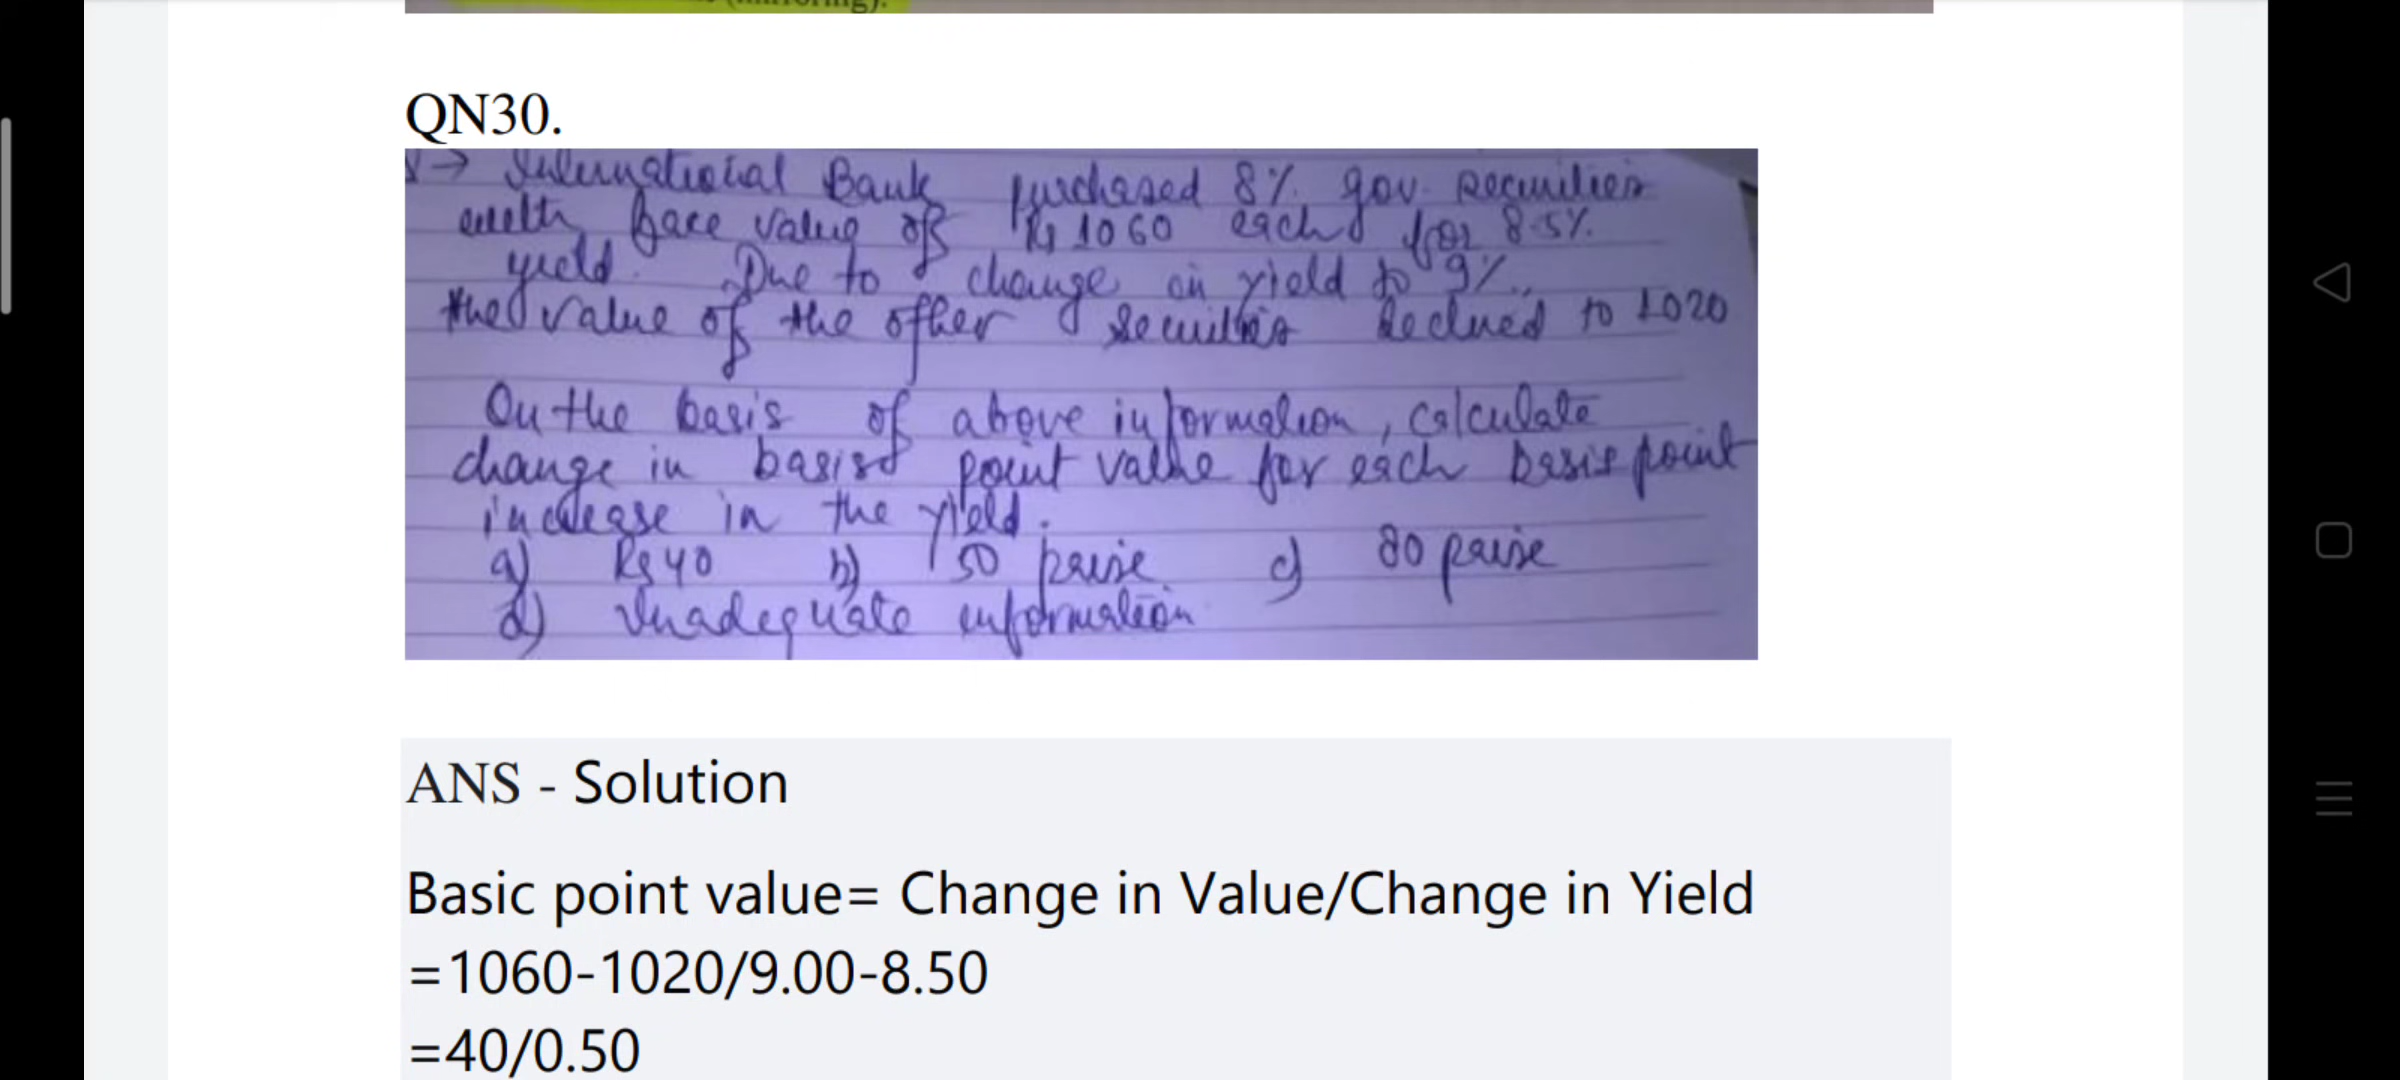 (mirroring).
QN30.
→ International Bank purchased 8% gov. securities
with face value of Rs 1060 each for 8.5%
yield. Due to change in yield to 9%.,
the value of the other securities declined to 1020
On the basis of above information, calculate
change in basis point value for each basis point
increase in the yield.
a) Rs 40 b) 50 paise c) 80 paise
d) Inadequate information
ANS - Solution
Basic point value= Change in Value/Change in Yield
=1060-1020/9.00-8.50
=40/0.50